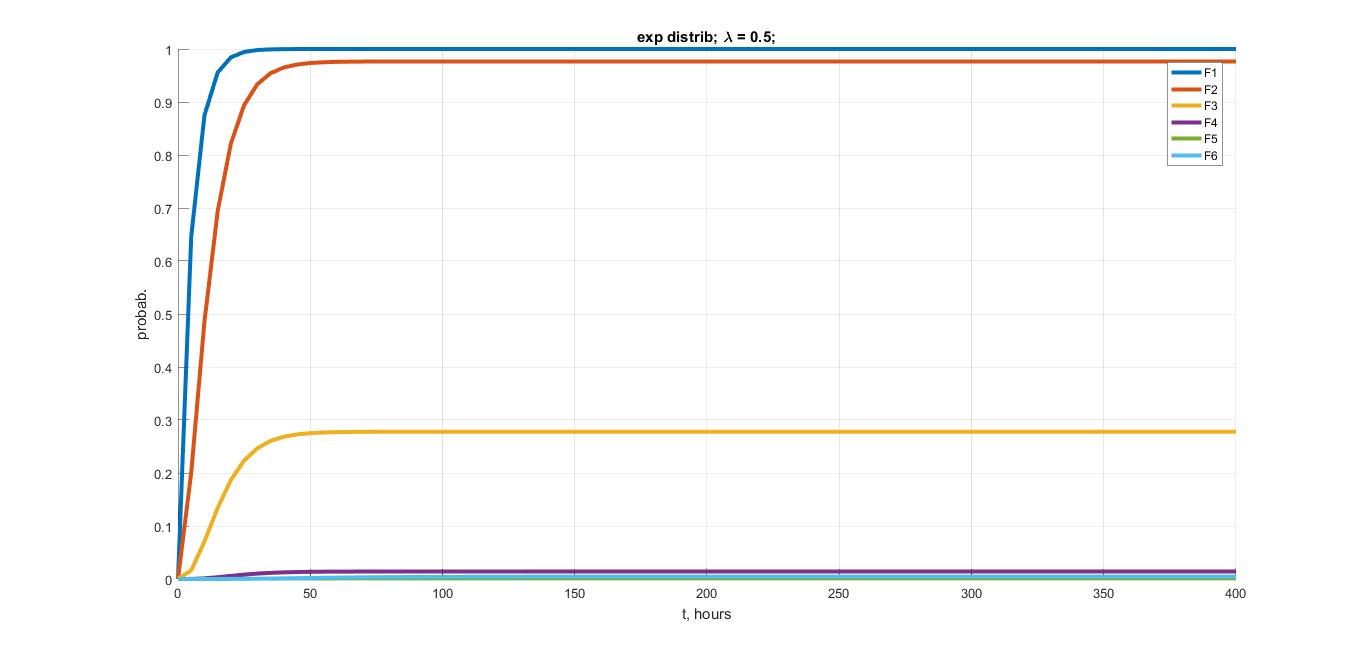 exp distrib; λ = 0.5;
1
0.9
0.8
0.7
0.6
0.5
0.4
0.3
0.2
0.1
0
probab.
F1
F2
F3
F4
F5
F6
0 50 100 150 200 250 300 350 400
t, hours